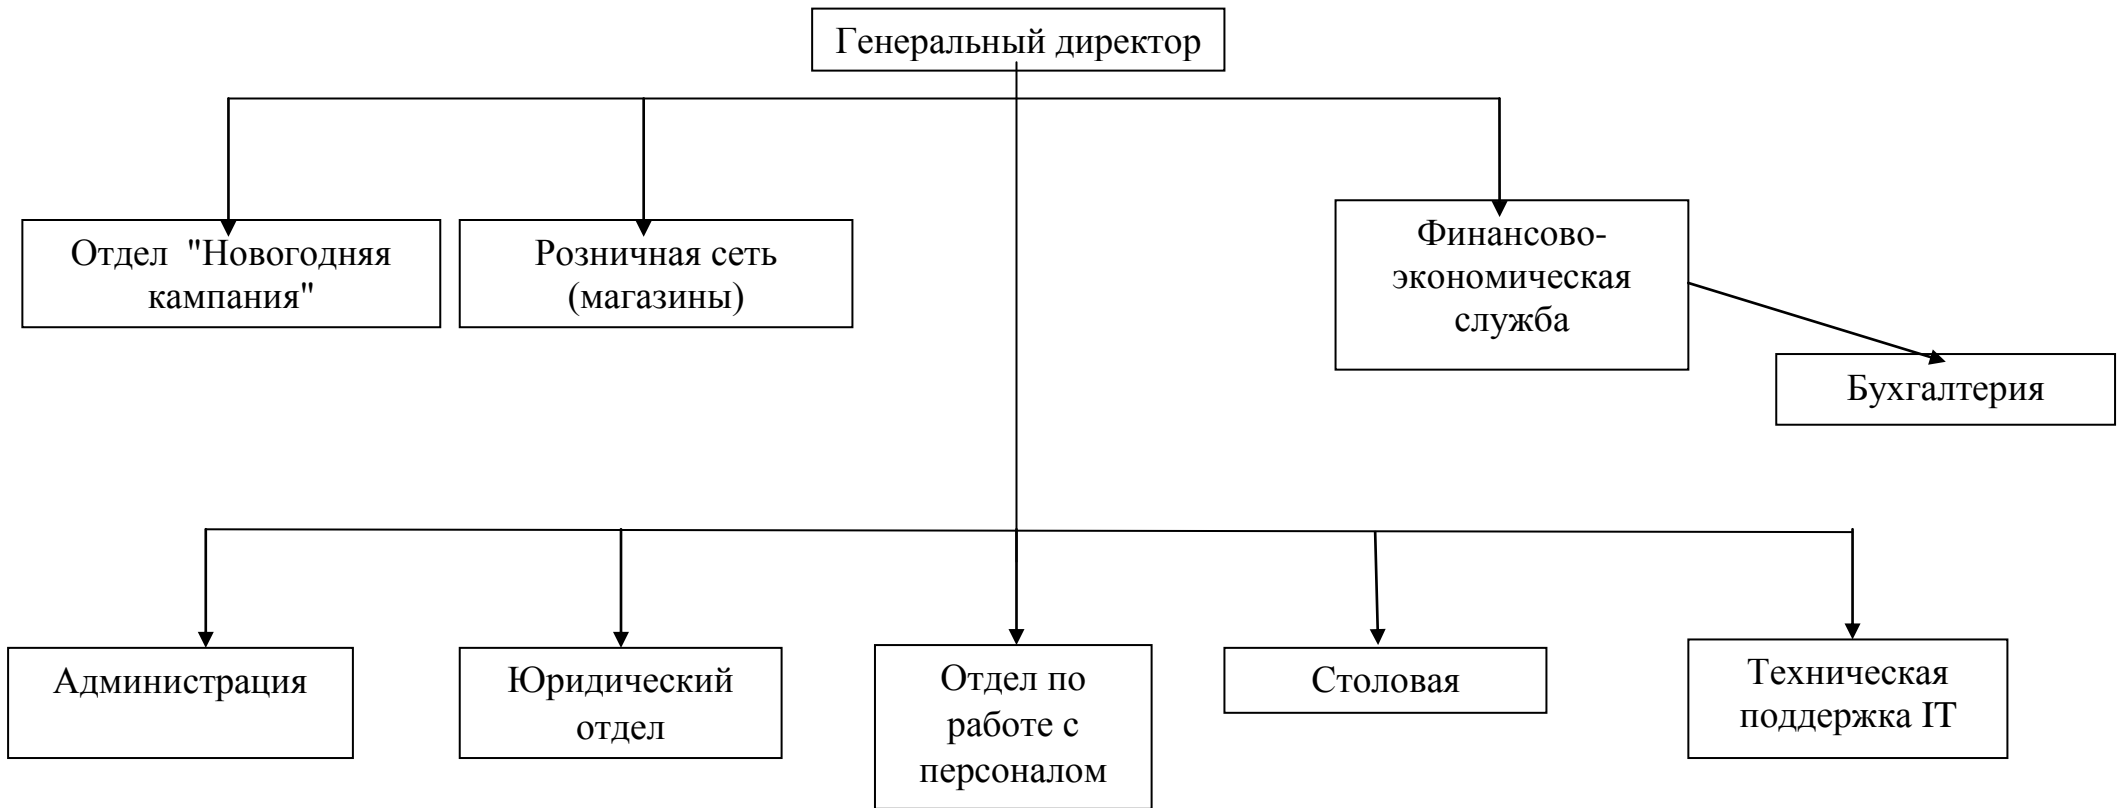 Генеральный директор
Отдел "Новогодняя
кампания"
Розничная сеть
(магазины)
Финансово-
экономическая
служба
Бухгалтерия
Администрация
Юридический
отдел
Отдел по
работе с
персоналом
Столовая
Техническая
поддержка IT